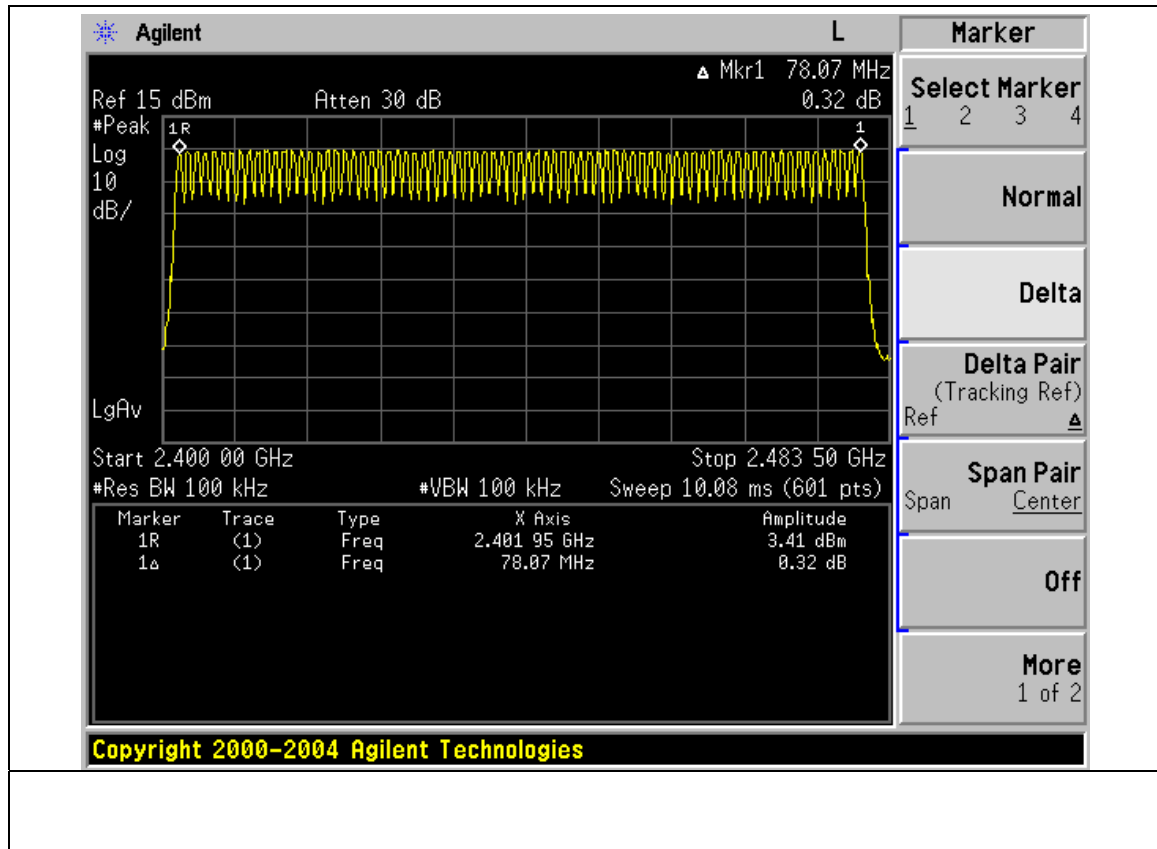 Agilent L
Marker
Δ Mkr1 78.07 MHz
Ref 15 dBm Atten 30 dB 0.32 dB
#Peak
Log
10
dB/
1R
1
LgAv
Start 2.400 00 GHz Stop 2.483 50 GHz
#Res BW 100 kHz #VBW 100 kHz Sweep 10.08 ms (601 pts)
Marker Trace Type X Axis Amplitude
1R (1) Freq 2.401 95 GHz 3.41 dBm
1Δ (1) Freq 78.07 MHz 0.32 dB
Select Marker
1 2 3 4
Normal
Delta
Delta Pair
(Tracking Ref)
Ref Δ
Span Pair
Span Center
Off
More
1 of 2
Copyright 2000-2004 Agilent Technologies